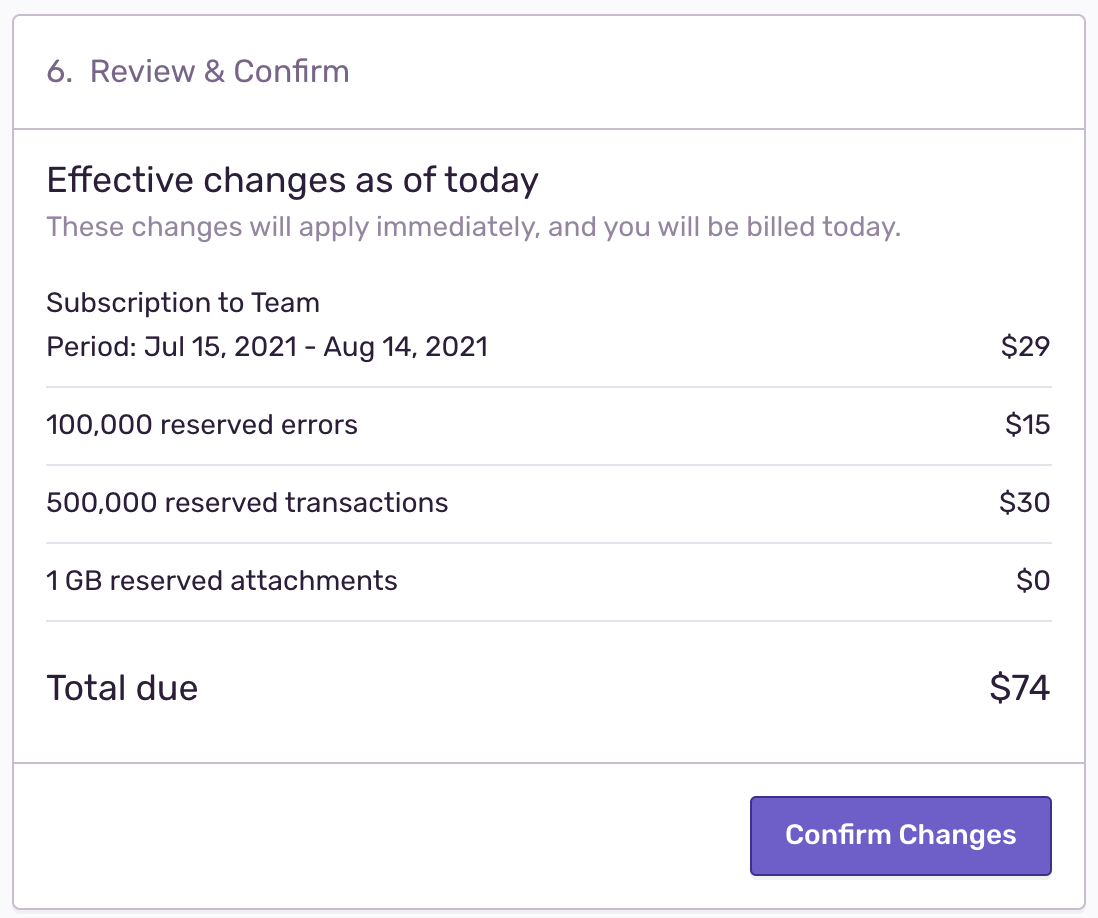 6. Review & Confirm
Effective changes as of today
These changes will apply immediately, and you will be billed today.
Subscription to Team
Period: Jul 15, 2021 - Aug 14, 2021 $29
100,000 reserved errors $15
500,000 reserved transactions $30
1 GB reserved attachments $0
Total due $74
Confirm Changes